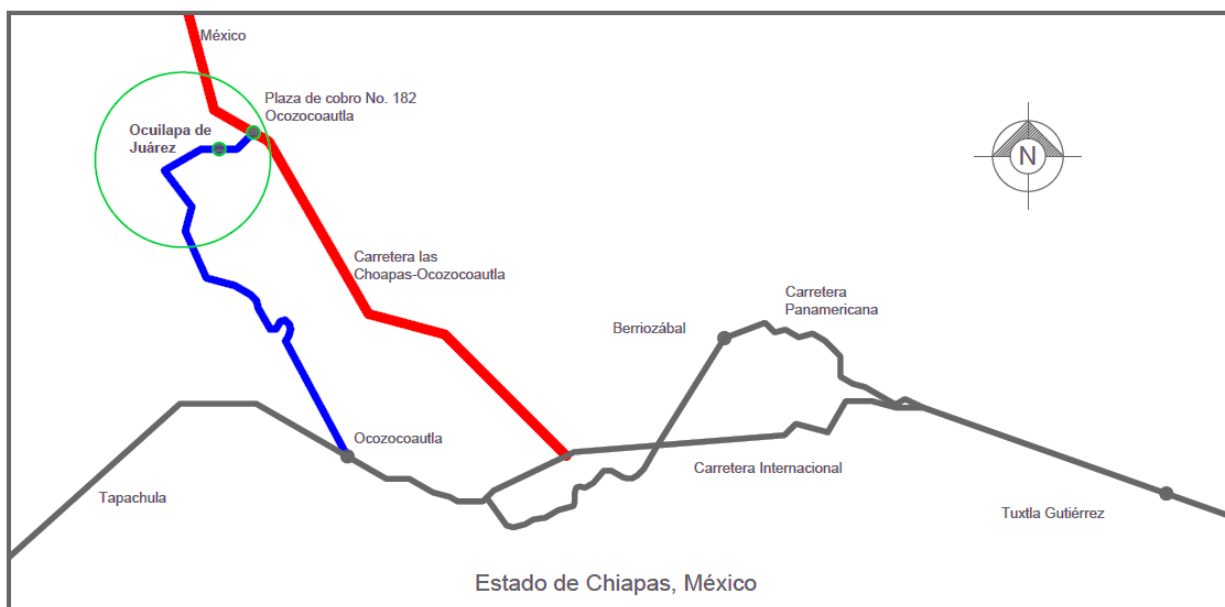 México
Plaza de cobro No. 182
Ocozocoautla
Ocuilapa de
Juárez
N
Carretera las
Choapas-Ocozocoautla
Carretera
Panamericana
Berriozábal
Ocozocoautla
Carretera Internacional
Tapachula
Tuxtla Gutiérrez
Estado de Chiapas, México